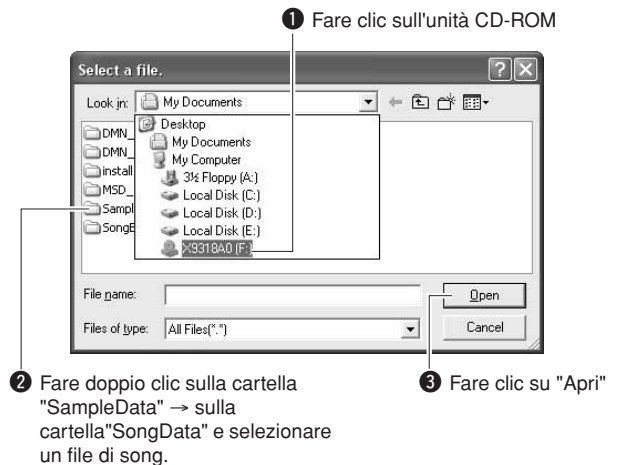 ❶ Fare clic sull'unità CD-ROM
Select a file.
Look in: My Documents
Desktop
My Documents
My Computer
3½ Floppy (A:)
Local Disk (C:)
Local Disk (D:)
Local Disk (E:)
X9318A0 (F:)
DMN_
DMN_
install
MSD_
Sampl
SongE
File name:
Open
Files of type: All Files(*.*)
Cancel
❷ Fare doppio clic sulla cartella
"SampleData" → sulla
cartella"SongData" e selezionare
un file di song.
❸ Fare clic su "Apri"